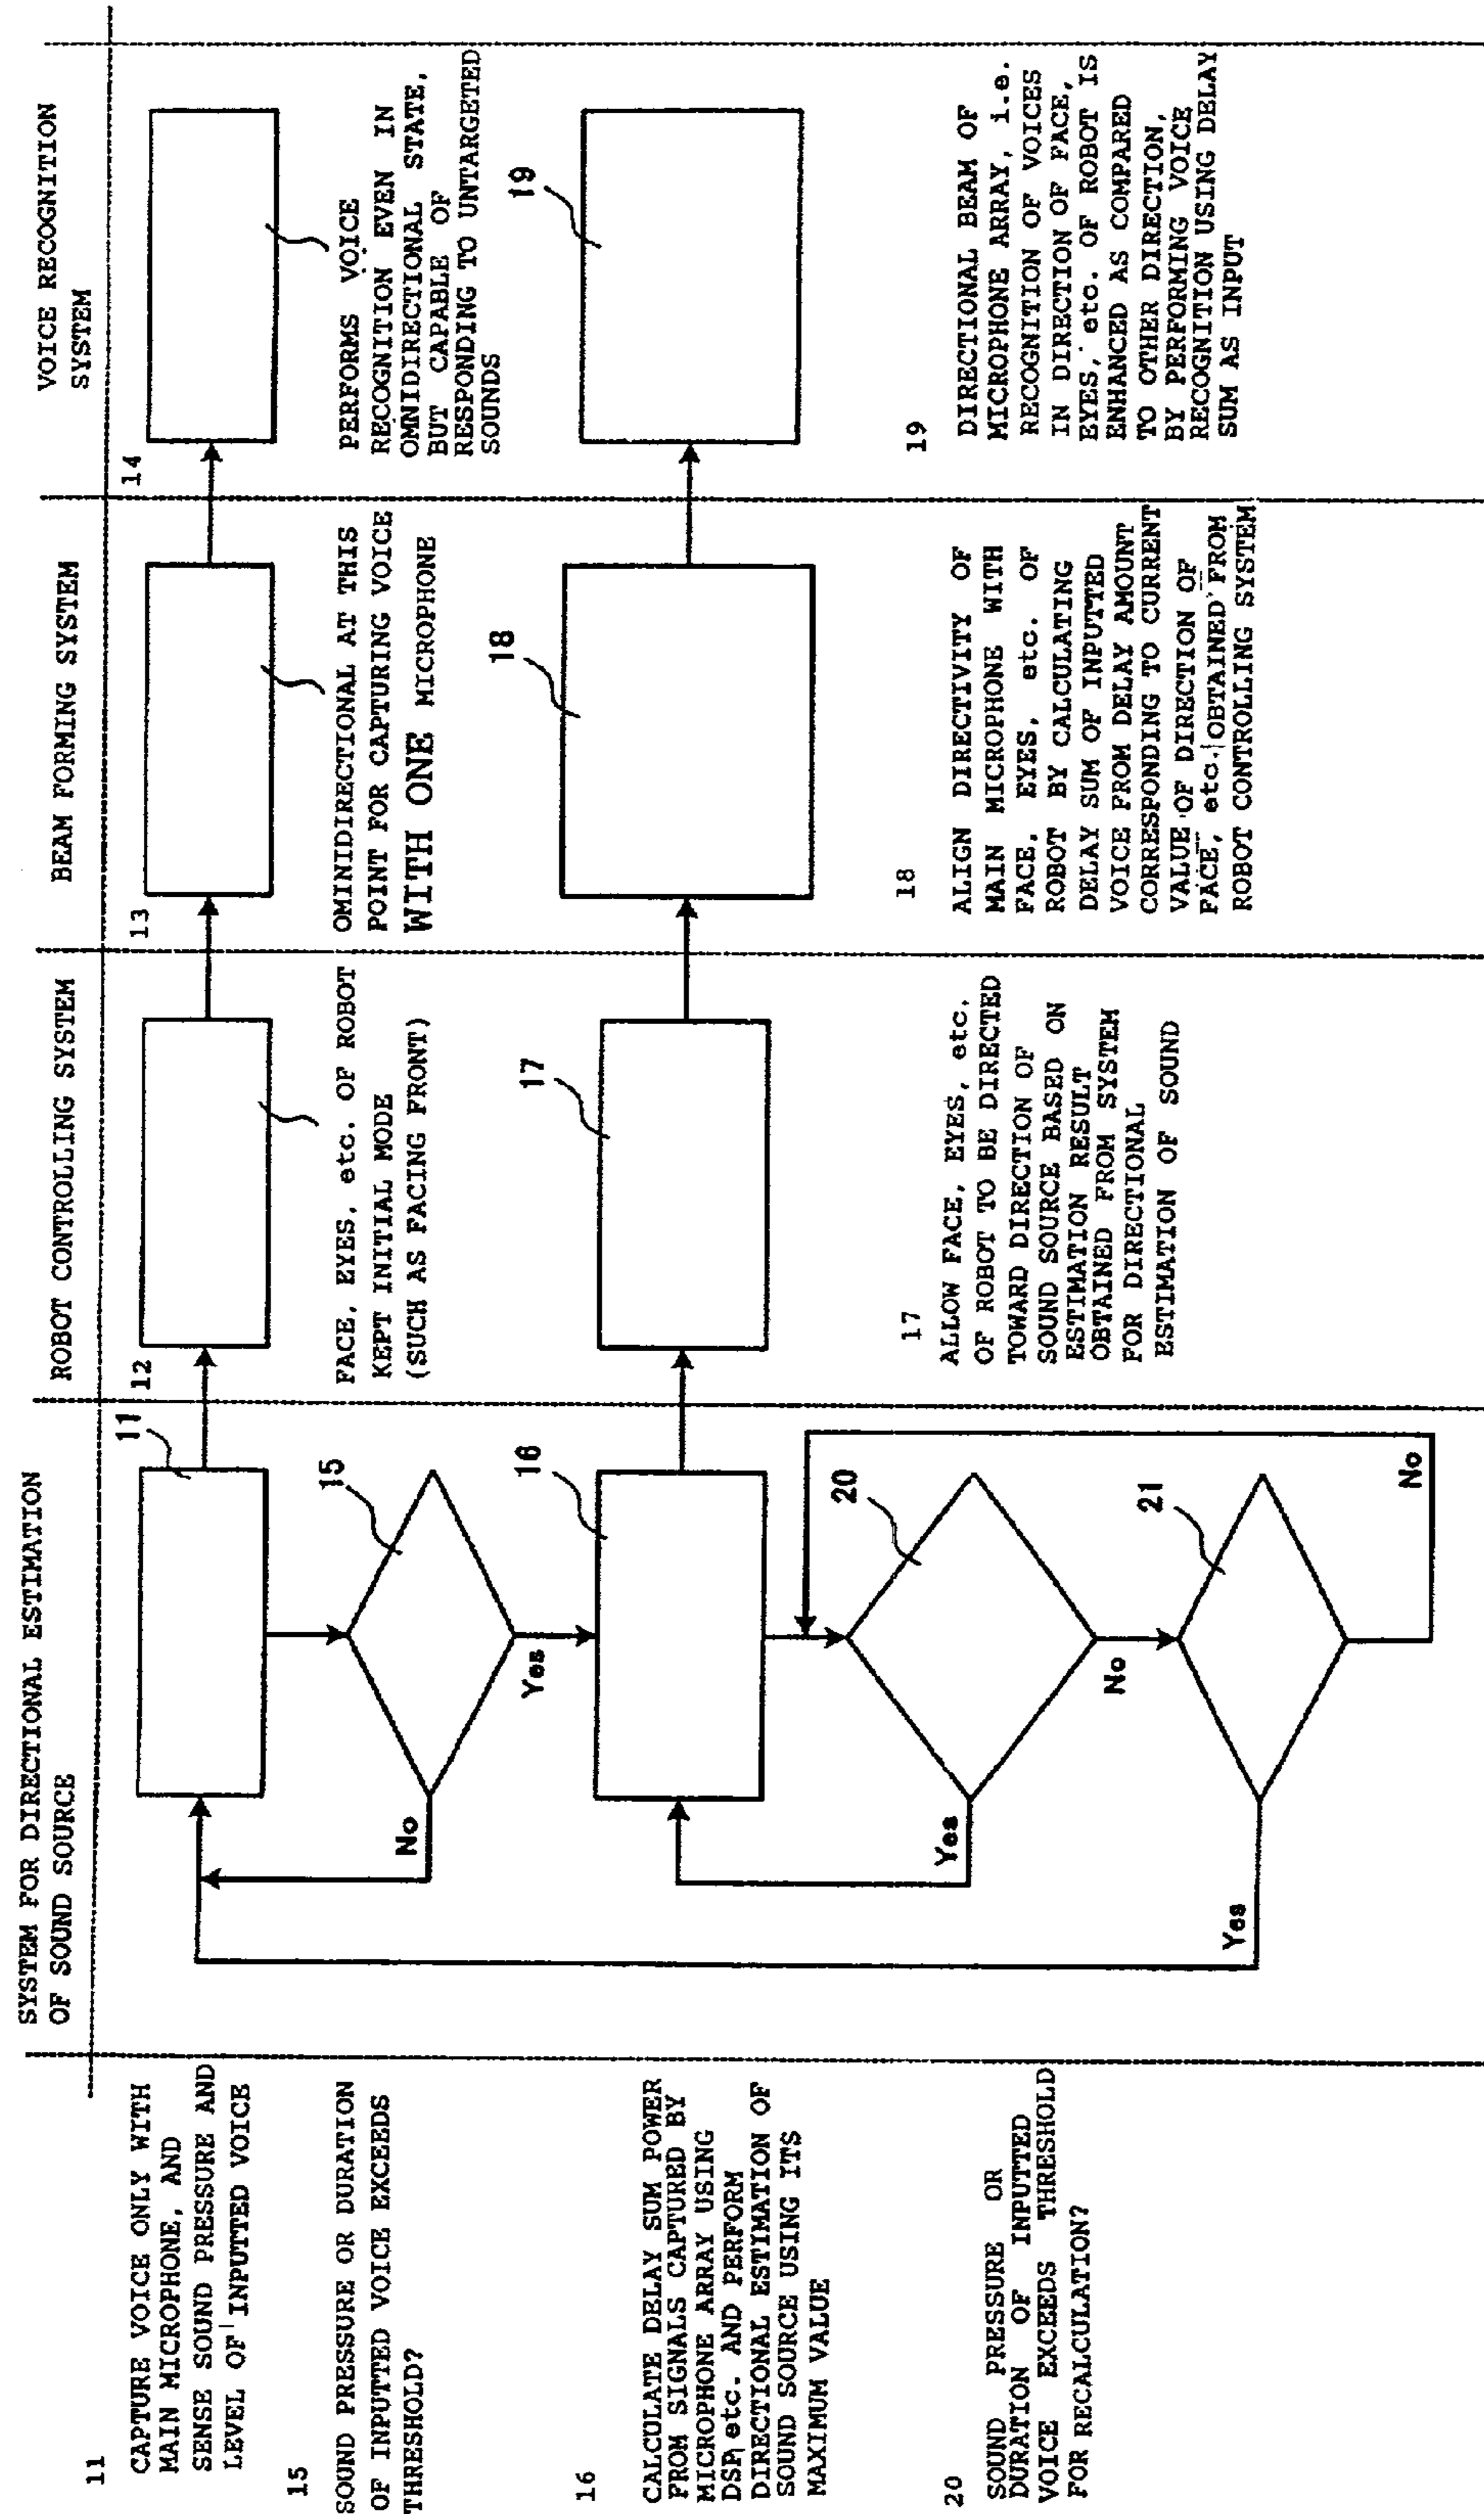 SYSTEM FOR DIRECTIONAL ESTIMATION
OF SOUND SOURCE
ROBOT CONTROLLING SYSTEM
BEAM FORMING SYSTEM
VOICE RECOGNITION
SYSTEM
11
CAPTURE VOICE ONLY WITH
MAIN MICROPHONE, AND
SENSE SOUND PRESSURE AND
LEVEL OF INPUTTED VOICE
11
12
FACE, EYES, etc. OF ROBOT
KEPT INITIAL MODE
(SUCH AS FACING FRONT)
13
OMINIDIRECTIONAL AT THIS
POINT FOR CAPTURING VOICE
WITH ONE MICROPHONE
14
PERFORMS VOICE
RECOGNITION EVEN IN
OMNIDIRECTIONAL STATE,
BUT CAPABLE OF
RESPONDING TO UNTARGETED
SOUNDS
15
SOUND PRESSURE OR DURATION
OF INPUTTED VOICE EXCEEDS
THRESHOLD?
15
No
Yes
16
CALCULATE DELAY SUM POWER
FROM SIGNALS CAPTURED BY
MICROPHONE ARRAY USING
DSP etc. AND PERFORM
DIRECTIONAL ESTIMATION OF
SOUND SOURCE USING ITS
MAXIMUM VALUE
16
17
18
19
20
SOUND PRESSURE OR
DURATION OF INPUTTED
VOICE EXCEEDS THRESHOLD
FOR RECALCULATION?
20
Yes
No
21
Yes
No
17
ALLOW FACE, EYES, etc.
OF ROBOT TO BE DIRECTED
TOWARD DIRECTION OF
SOUND SOURCE BASED ON
ESTIMATION RESULT
OBTAINED FROM SYSTEM
FOR DIRECTIONAL
ESTIMATION OF SOUND
18
ALIGN DIRECTIVITY OF
MAIN MICROPHONE WITH
FACE, EYES, etc. OF
ROBOT BY CALCULATING
DELAY SUM OF INPUTTED
VOICE FROM DELAY AMOUNT
CORRESPONDING TO CURRENT
VALUE OF DIRECTION OF
FACE, etc. OBTAINED FROM
ROBOT CONTROLLING SYSTEM
19
DIRECTIONAL BEAM OF
MICROPHONE ARRAY, i.e.
RECOGNITION OF VOICES
IN DIRECTION OF FACE,
EYES, etc. OF ROBOT IS
ENHANCED AS COMPARED
TO OTHER DIRECTION,
BY PERFORMING VOICE
RECOGNITION USING DELAY
SUM AS INPUT